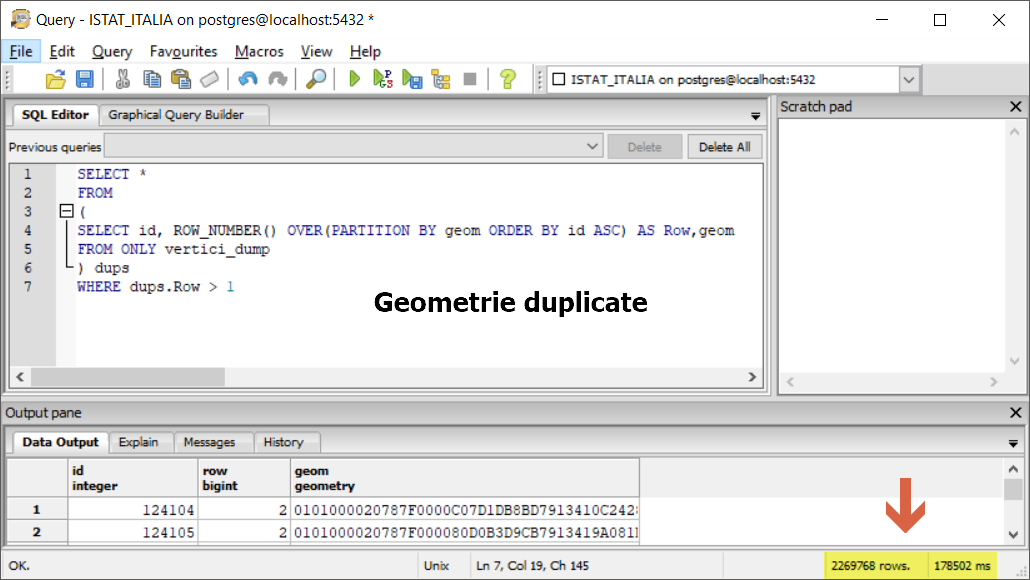 Query - ISTAT_ITALIA on postgres@localhost:5432 *
File Edit Query Favourites Macros View Help
ISTAT_ITALIA on postgres@localhost:5432
SQL Editor Graphical Query Builder
Scratch pad
Previous queries Delete Delete All
1 SELECT *
2 FROM
3 (
4 SELECT id, ROW_NUMBER() OVER(PARTITION BY geom ORDER BY id ASC) AS Row,geom
5 FROM ONLY vertici_dump
6 ) dups
7 WHERE dups.Row > 1
Geometrie duplicate
Output pane
Data Output Explain Messages History
id row geom
integer bigint geometry
1 124104 2 0101000020787F0000C07D1DB8BD7913410C242
2 124105 2 0101000020787F000080D0B3D9CB7913419A081
OK. Unix Ln 7, Col 19, Ch 145 2269768 rows. 178502 ms